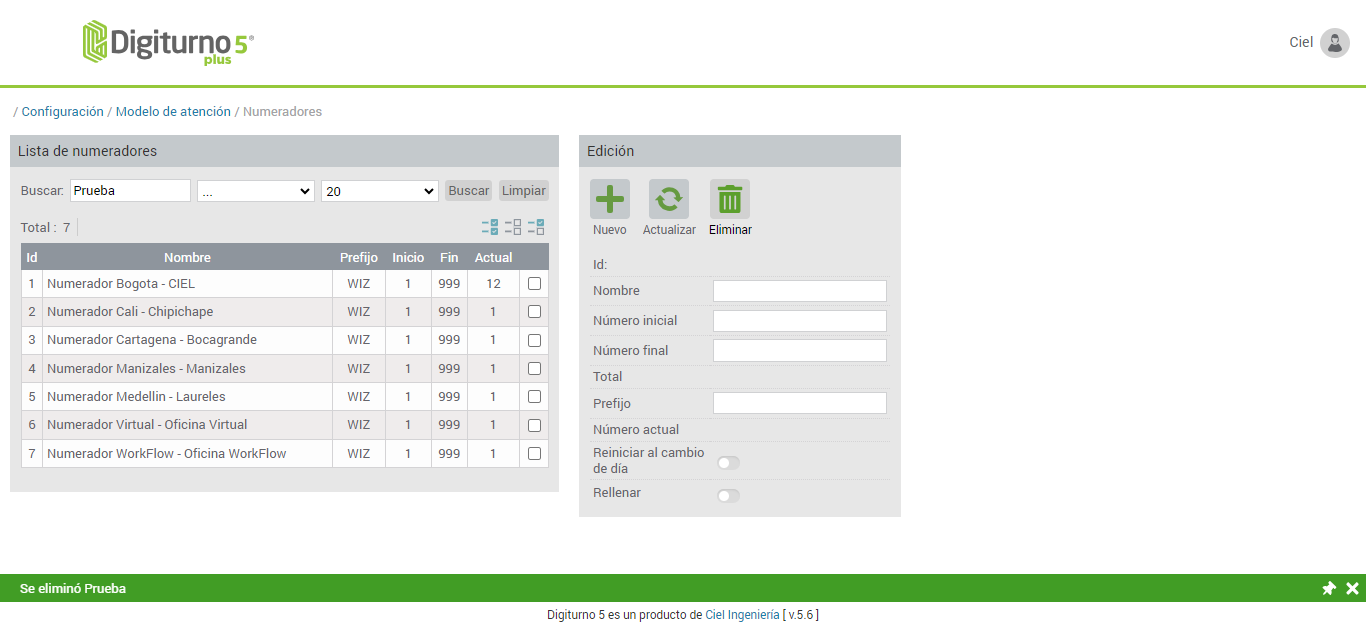 Digiturno 5®
plus
Ciel
/ Configuración / Modelo de atención / Numeradores
Lista de numeradores
Buscar: Prueba ... 20 Buscar Limpiar
Total : 7
Id Nombre Prefijo Inicio Fin Actual
1 Numerador Bogota - CIEL WIZ 1 999 12
2 Numerador Cali - Chipichape WIZ 1 999 1
3 Numerador Cartagena - Bocagrande WIZ 1 999 1
4 Numerador Manizales - Manizales WIZ 1 999 1
5 Numerador Medellin - Laureles WIZ 1 999 1
6 Numerador Virtual - Oficina Virtual WIZ 1 999 1
7 Numerador WorkFlow - Oficina WorkFlow WIZ 1 999 1
Edición
Nuevo Actualizar Eliminar
Id:
Nombre
Número inicial
Número final
Total
Prefijo
Número actual
Reiniciar al cambio
de día
Rellenar
Se eliminó Prueba
Digiturno 5 es un producto de Ciel Ingeniería [ v.5.6 ]